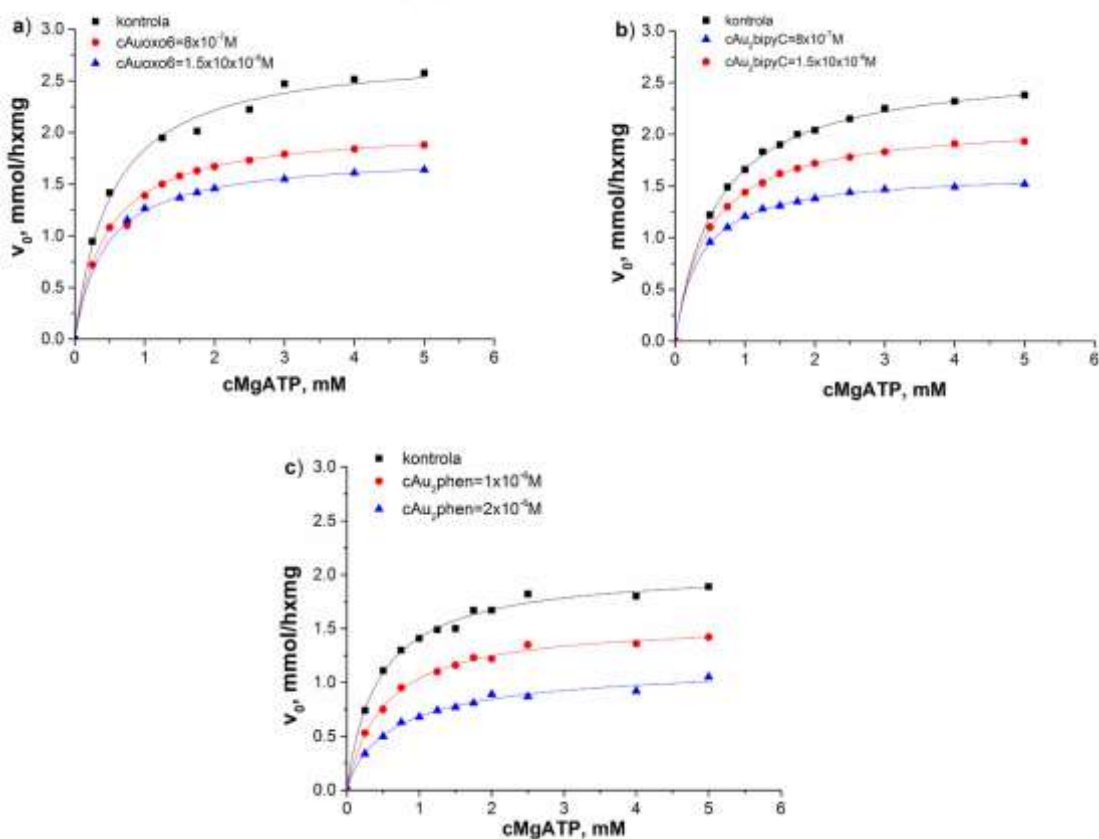 a)
kontrola
cAuoxo6=8x10⁻⁷M
cAuoxo6=1.5x10x10⁻⁶M
3.0
2.5
2.0
1.5
1.0
0.5
0.0
v₀, mmol/hxmg
0 1 2 3 4 5 6
cMgATP, mM
b)
kontrola
cAu₂bipyC=8x10⁻⁷M
cAu₂bipyC=1.5x10x10⁻⁶M
3.0
2.5
2.0
1.5
1.0
0.5
0.0
v₀, mmol/hxmg
0 1 2 3 4 5 6
cMgATP, mM
c)
kontrola
cAu₂phen=1x10⁻⁶M
cAu₂phen=2x10⁻⁶M
3.0
2.5
2.0
1.5
1.0
0.5
0.0
v₀, mmol/hxmg
0 1 2 3 4 5 6
cMgATP, mM